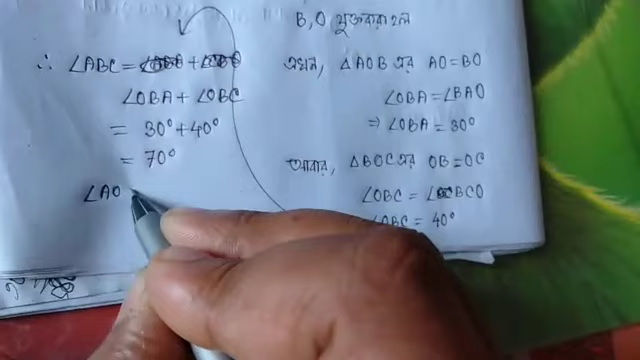 ∴ ∠ABC =
∠OBA + ∠OBC
= 30° + 40°
= 70°
∠AO
B, O যুক্ত করা হল
এখন, △AOB এর AO = BO
∠OBA = ∠BAO
⇒ ∠OBA = 30°
আবার, △BOC এর OB = OC
∠OBC = ∠BCO
∠OBC = 40°